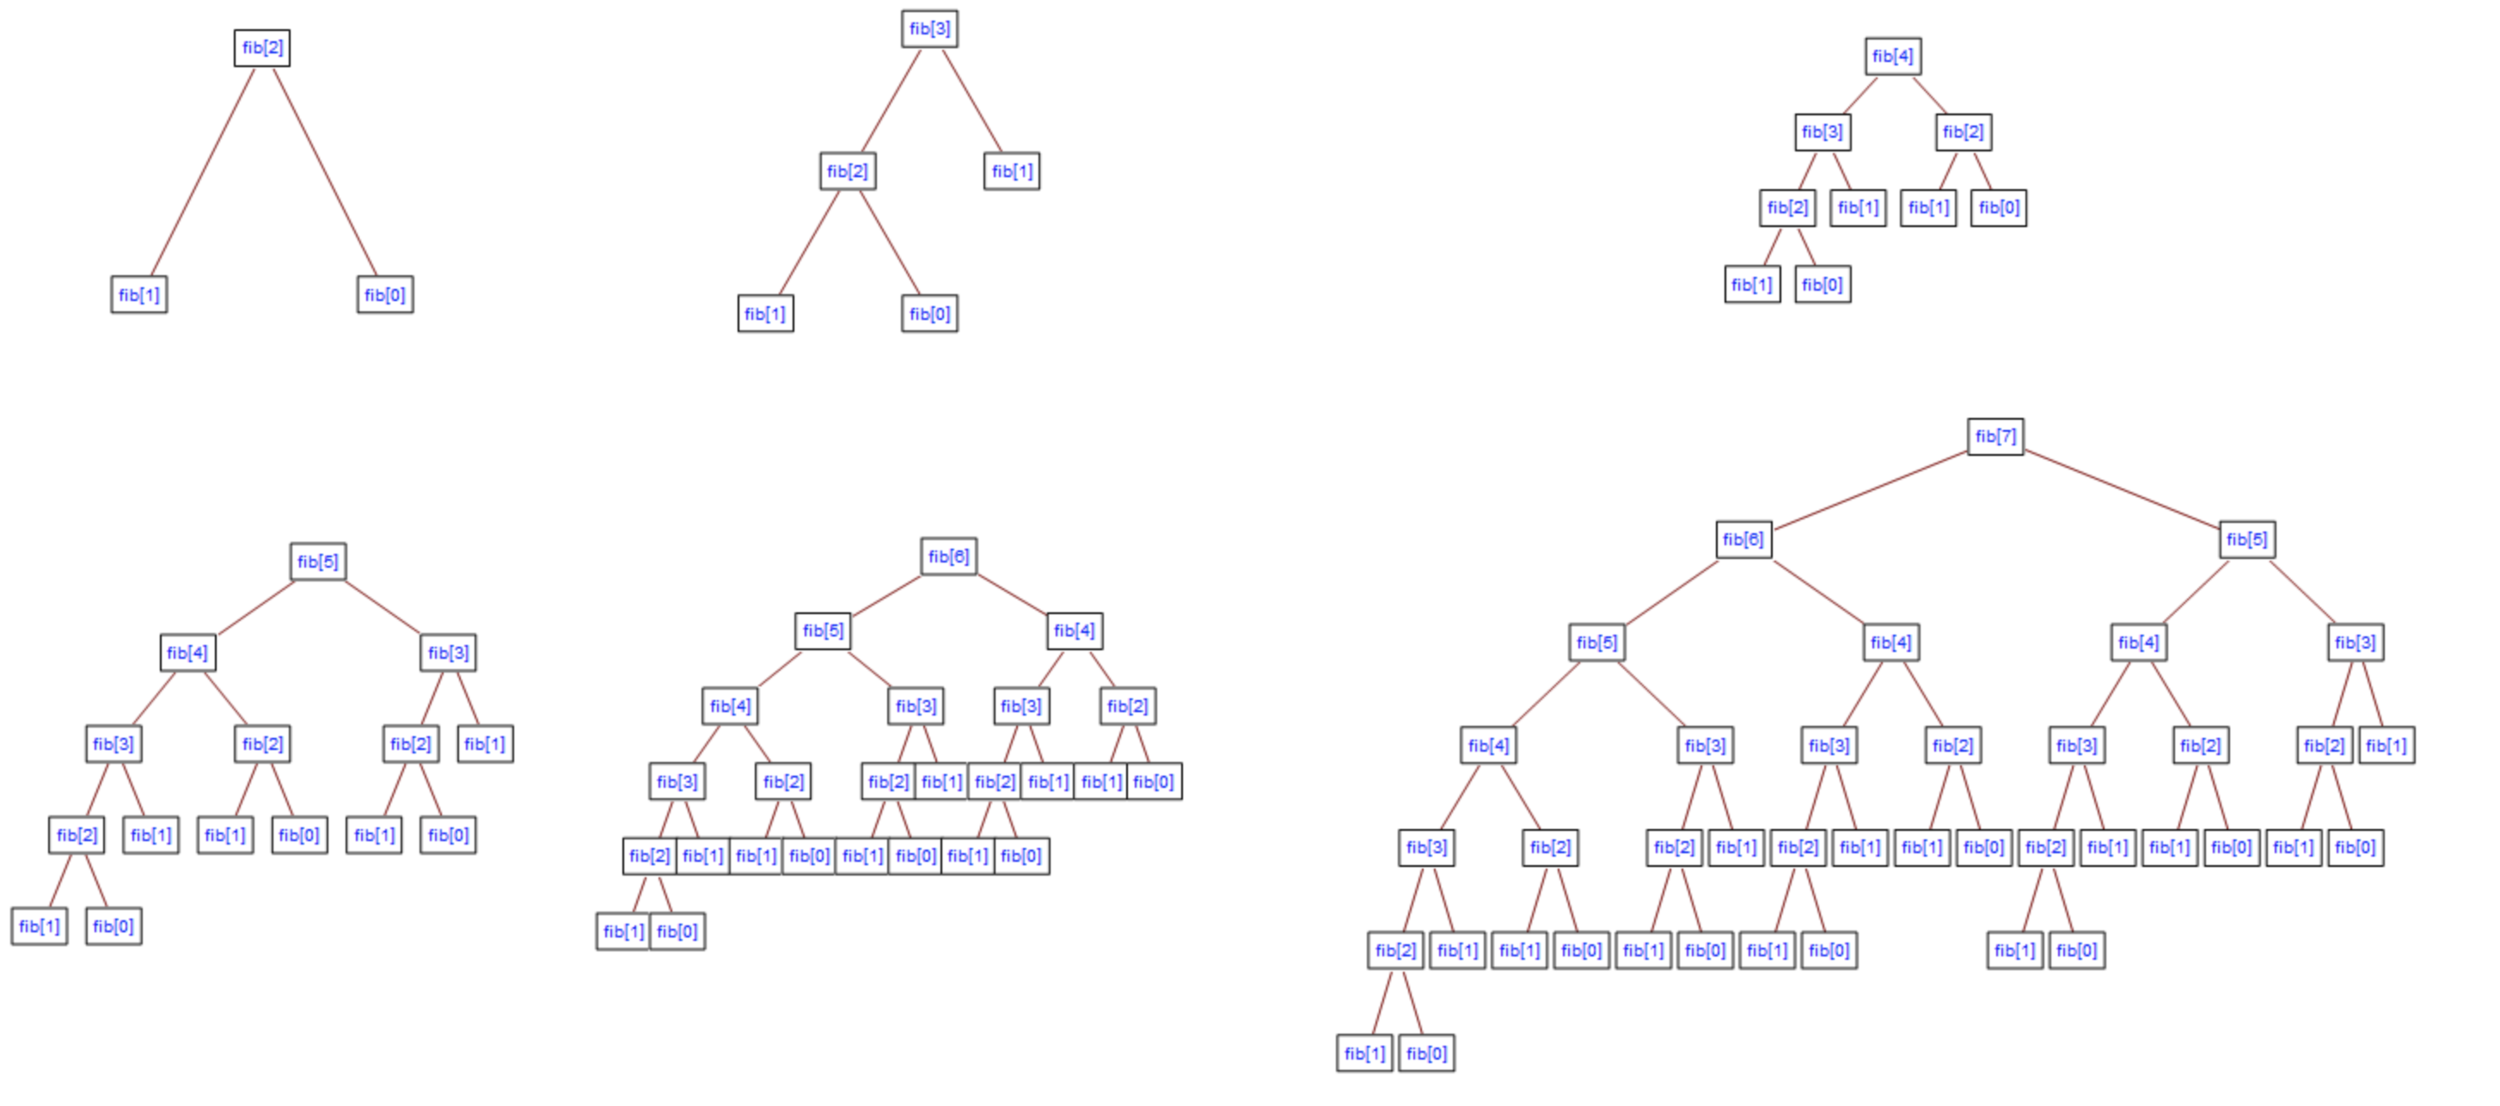 fib[2]
fib[1] fib[0]
fib[3]
fib[2] fib[1]
fib[1] fib[0]
fib[4]
fib[3] fib[2]
fib[2] fib[1] fib[1] fib[0]
fib[1] fib[0]
fib[5]
fib[4] fib[3]
fib[3] fib[2] fib[2] fib[1]
fib[2] fib[1] fib[1] fib[0] fib[1] fib[0]
fib[1] fib[0]
fib[6]
fib[5] fib[4]
fib[4] fib[3] fib[3] fib[2]
fib[3] fib[2] fib[2] fib[1] fib[2] fib[1] fib[1] fib[0]
fib[2] fib[1] fib[1] fib[0] fib[1] fib[0] fib[1] fib[0]
fib[1] fib[0]
fib[7]
fib[6] fib[5]
fib[5] fib[4] fib[4] fib[3]
fib[4] fib[3] fib[3] fib[2] fib[3] fib[2] fib[2] fib[1]
fib[3] fib[2] fib[2] fib[1] fib[2] fib[1] fib[1] fib[0] fib[2] fib[1] fib[1] fib[0] fib[1] fib[0]
fib[2] fib[1] fib[1] fib[0] fib[1] fib[0] fib[1] fib[0] fib[1] fib[0]
fib[1] fib[0]